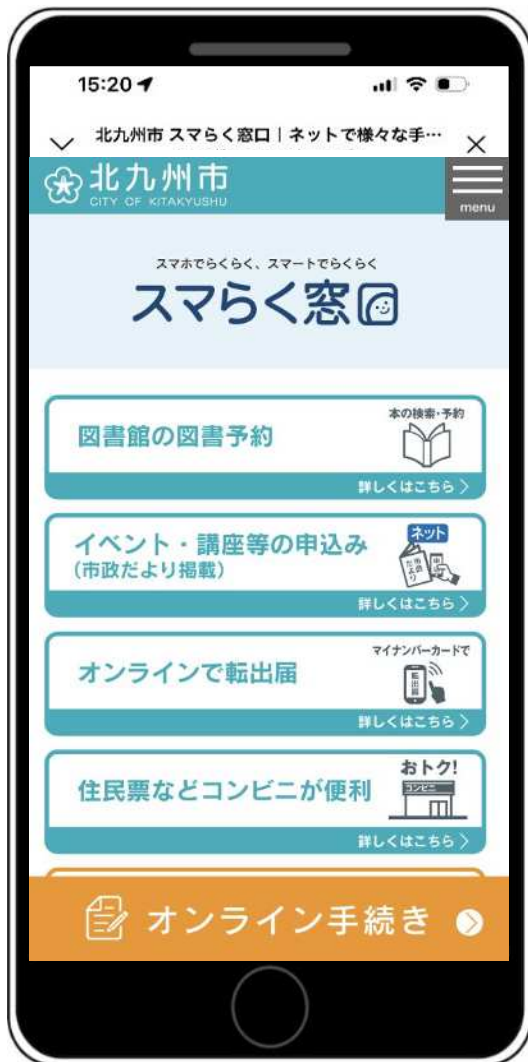 15:20
北九州市 スマらく窓口｜ネットで様々な手…
北九州市
CITY OF KITAKYUSHU
menu
スマホでらくらく、スマートでらくらく
スマらく窓口
図書館の図書予約
本の検索・予約
詳しくはこちら 〉
イベント・講座等の申込み
(市政だより掲載)
ネット
詳しくはこちら 〉
オンラインで転出届
マイナンバーカードで
転出届
詳しくはこちら 〉
住民票などコンビニが便利
おトク!
コンビニ
詳しくはこちら 〉
オンライン手続き